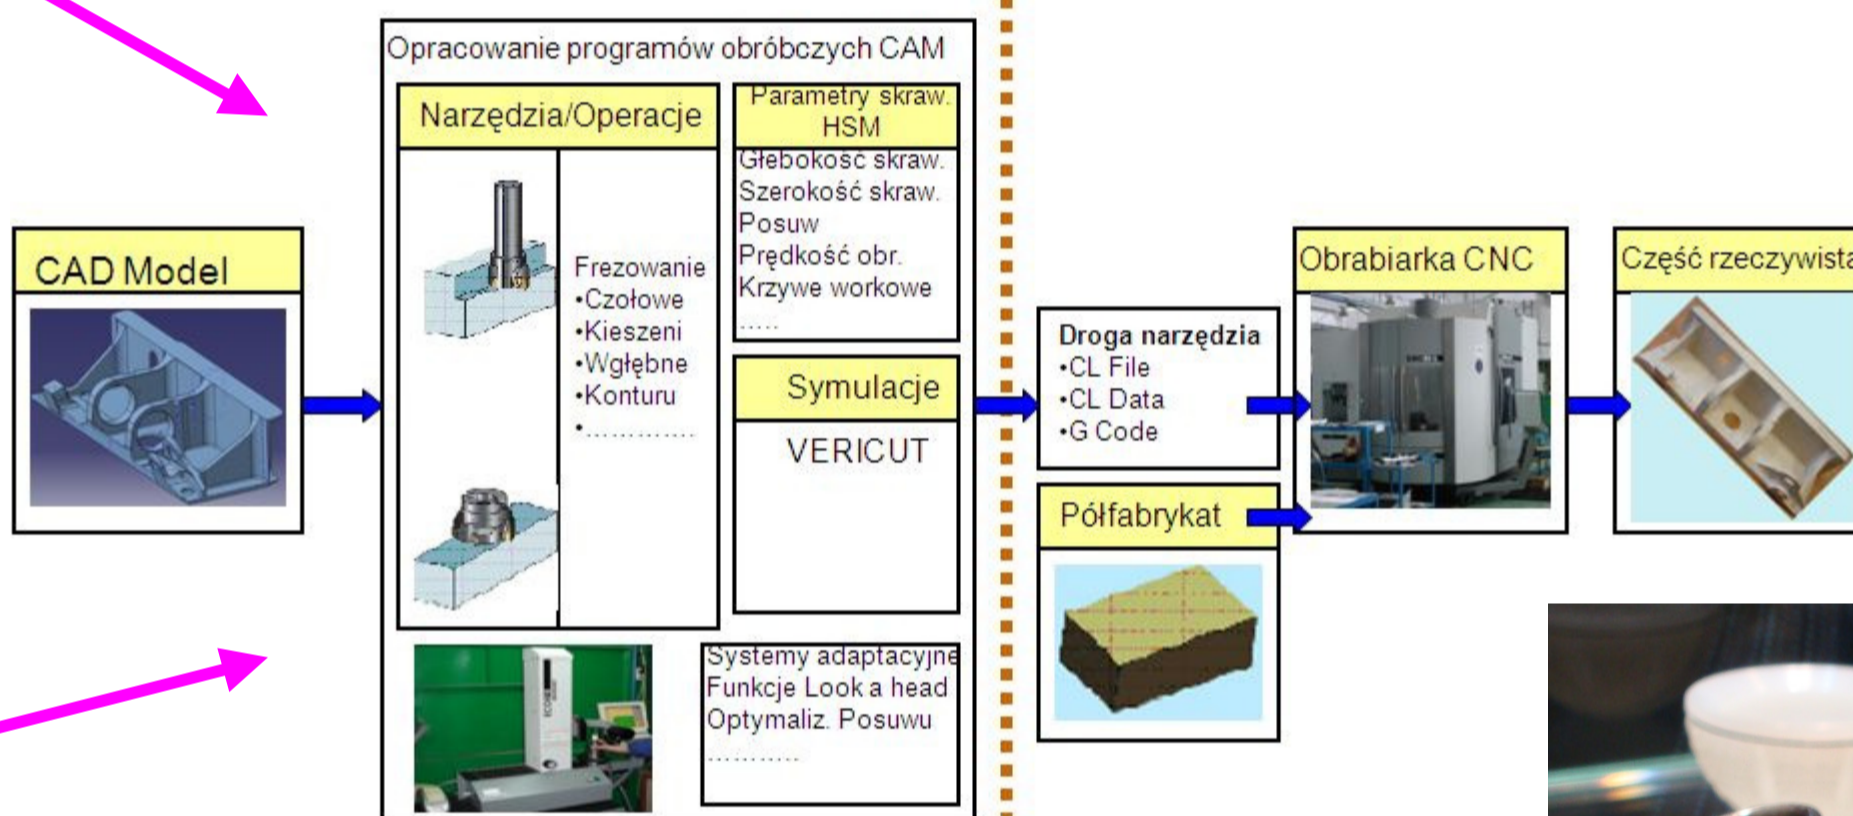 CAD Model
Opracowanie programów obróbczych CAM
Narzędzia/Operacje
Frezowanie
•Czołowe
•Kieszeni
•Wgłębne
•Konturu
•............
Parametry skraw.
HSM
Głebokość skraw.
Szerokość skraw.
Posuw
Prędkość obr.
Krzywe workowe
.....
Symulacje
VERICUT
Systemy adaptacyjne
Funkcje Look a head
Optymaliz. Posuwu
...........
Droga narzędzia
•CL File
•CL Data
•G Code
Półfabrykat
Obrabiarka CNC
Część rzeczywista